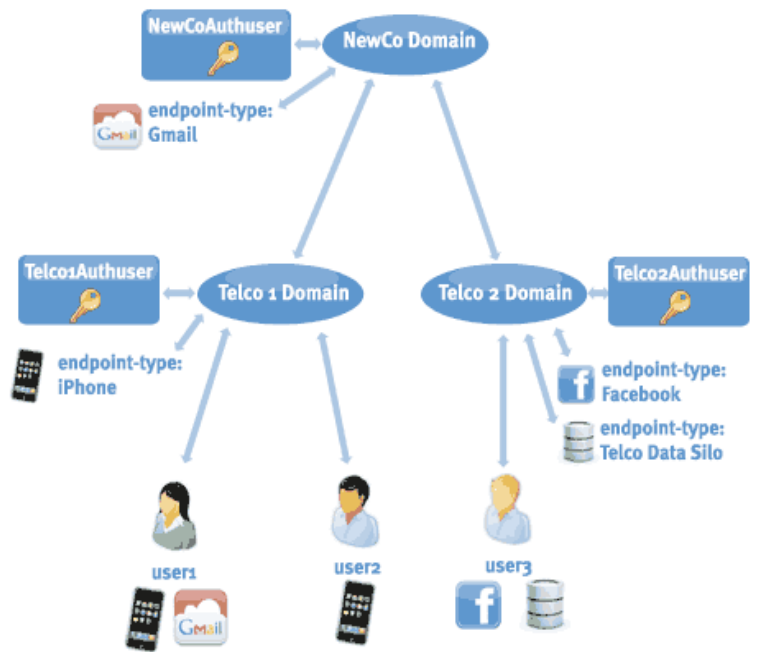 NewCoAuthuser
NewCo Domain
endpoint-type:
Gmail
Gmail
Telco1Authuser
Telco 1 Domain
Telco 2 Domain
Telco2Authuser
endpoint-type:
iPhone
endpoint-type:
Facebook
endpoint-type:
Telco Data Silo
user1
user2
user3
Gmail